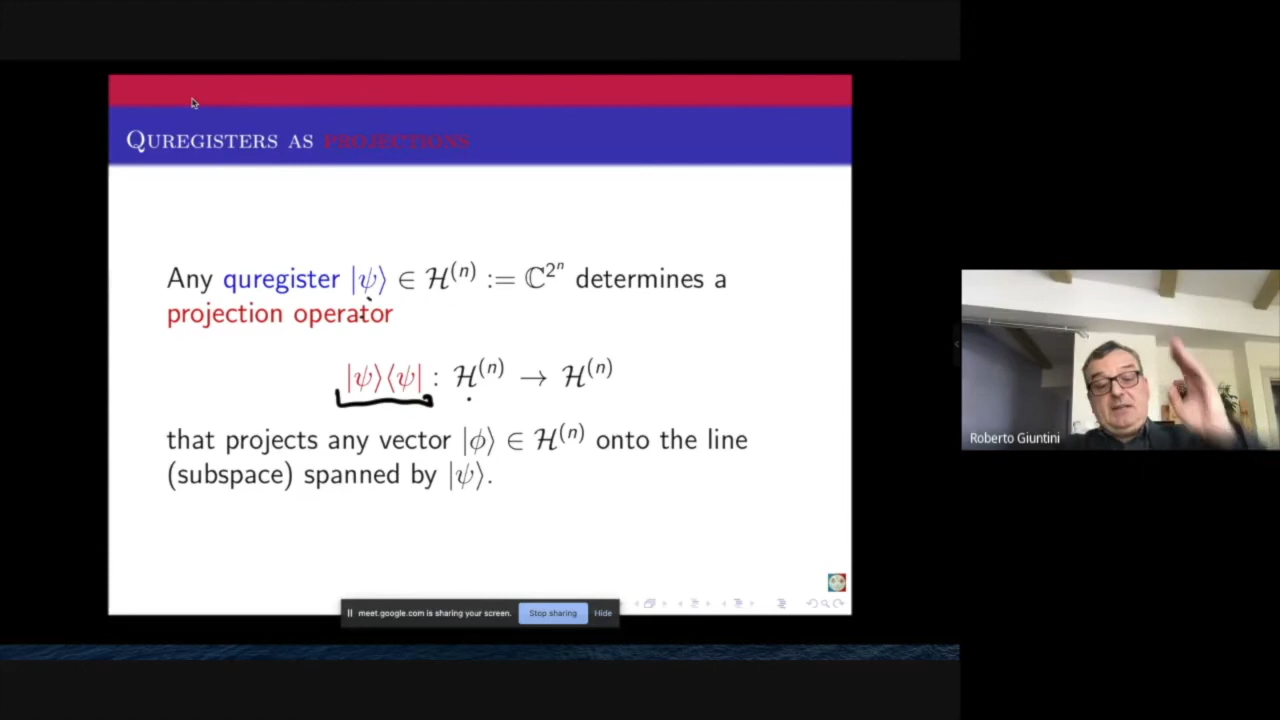 QUREGISTERS AS PROJECTIONS
Any quregister |ψ⟩ ∈ ℋ⁽ⁿ⁾ := ℂ^{2^n} determines a
projection operator
|ψ⟩⟨ψ| : ℋ⁽ⁿ⁾ → ℋ⁽ⁿ⁾
that projects any vector |ϕ⟩ ∈ ℋ⁽ⁿ⁾ onto the line
(subspace) spanned by |ψ⟩.
meet.google.com is sharing your screen. Stop sharing Hide
Roberto Giuntini